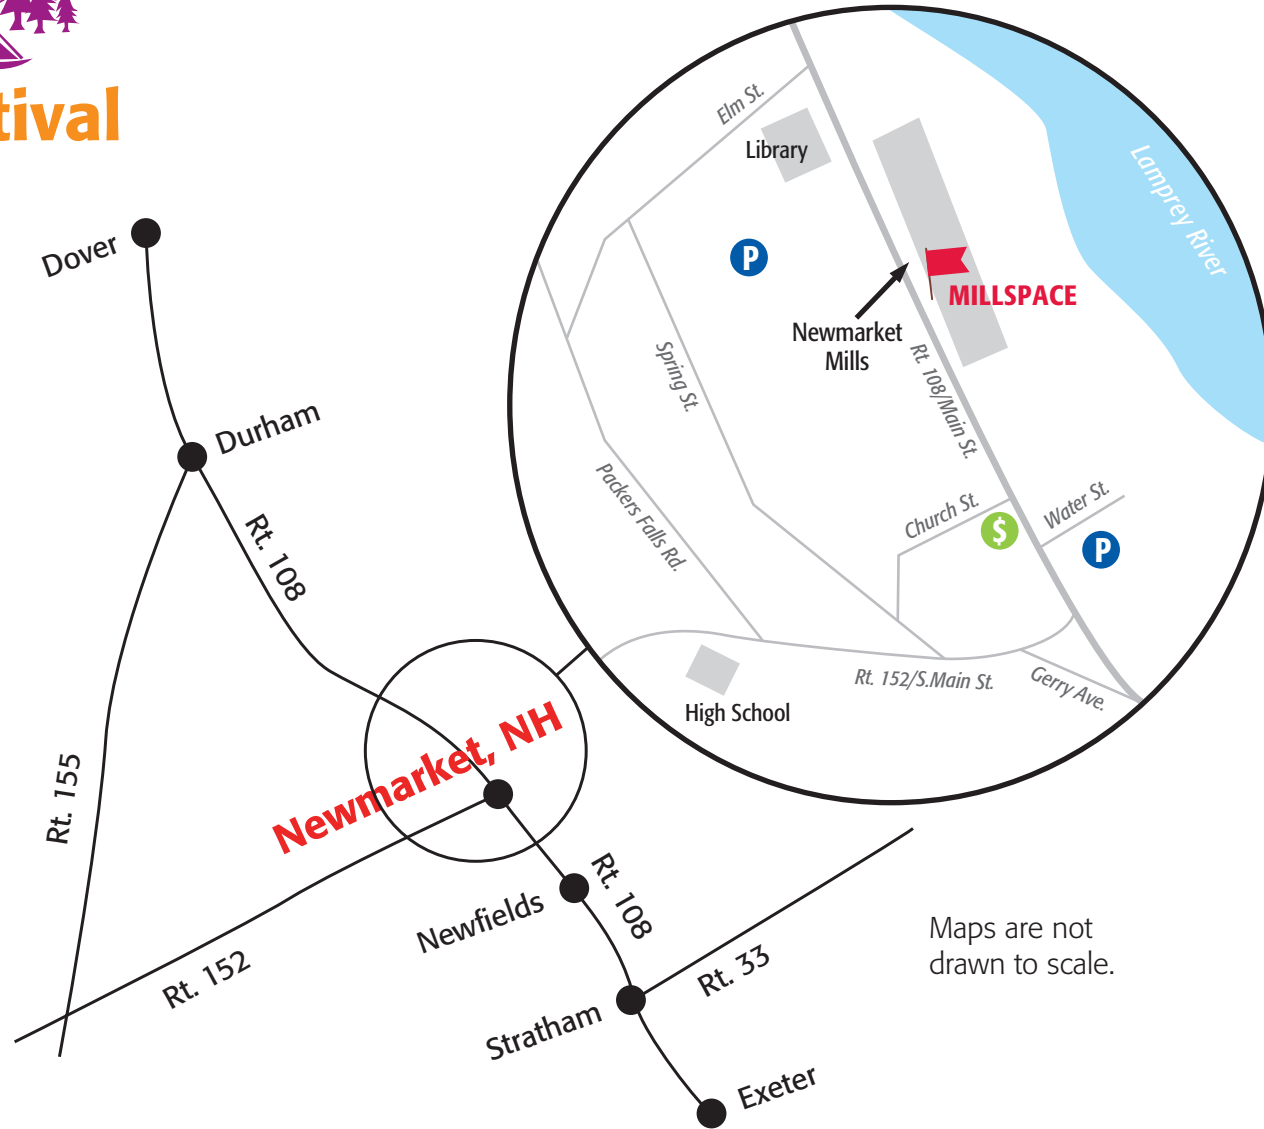 tival
Elm St.
Library
Lamprey River
P
Dover
MILLSPACE
Newmarket
Mills
Spring St.
Rt. 108/Main St.
Durham
Packers Falls Rd.
Church St.
$
Water St.
P
Rt. 108
Rt. 152/S.Main St.
Gerry Ave.
High School
Newmarket, NH
Rt. 155
Rt. 108
Newfields
Maps are not
drawn to scale.
Rt. 152
Rt. 33
Stratham
Exeter